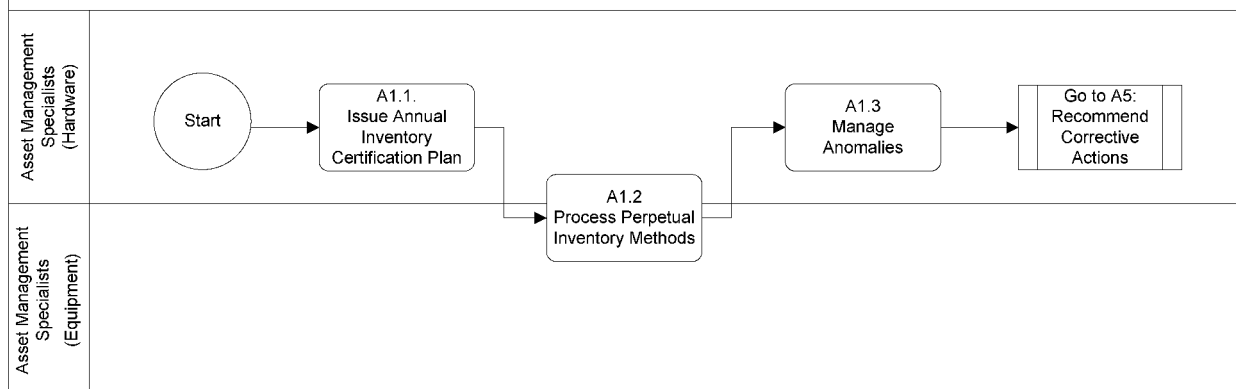 Asset Management
Specialists
(Hardware)
Start
A1.1.
Issue Annual
Inventory
Certification Plan
A1.2
Process Perpetual
Inventory Methods
A1.3
Manage
Anomalies
Go to A5:
Recommend
Corrective
Actions
Asset Management
Specialists
(Equipment)